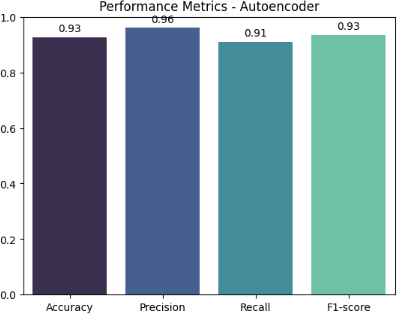 Performance Metrics - Autoencoder
1.0
0.8
0.6
0.4
0.2
0.0
0.93
0.96
0.91
0.93
Accuracy
Precision
Recall
F1-score